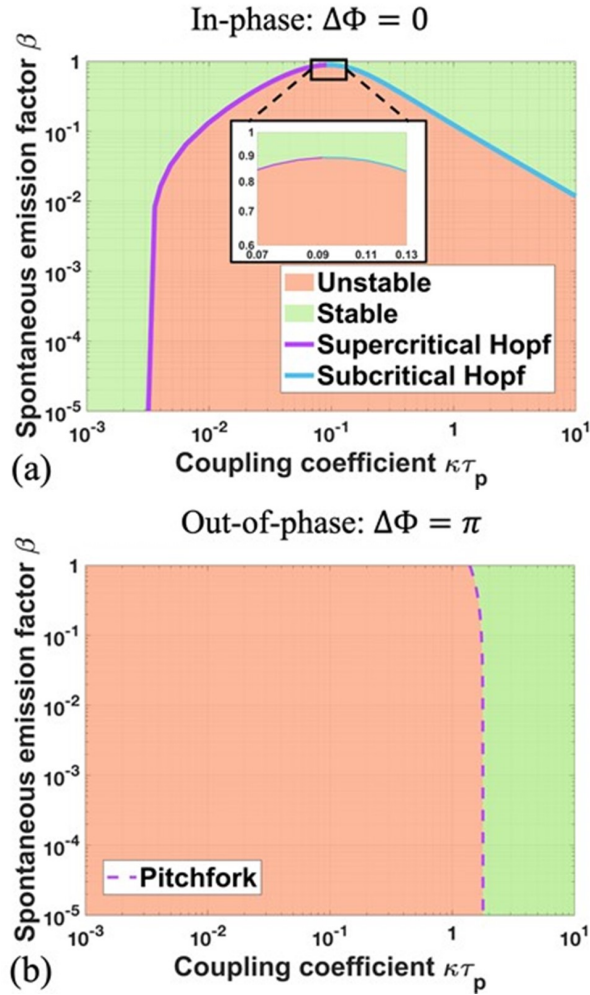 In-phase: ΔΦ = 0
Spontaneous emission factor β
1
10⁻¹
10⁻²
10⁻³
10⁻⁴
10⁻⁵
1
0.9
0.8
0.7
0.6
0.07 0.09 0.11 0.13
Unstable
Stable
Supercritical Hopf
Subcritical Hopf
10⁻³ 10⁻² 10⁻¹ 1 10¹
Coupling coefficient κτₚ
(a)
Out-of-phase: ΔΦ = π
Spontaneous emission factor β
1
10⁻¹
10⁻²
10⁻³
10⁻⁴
10⁻⁵
Pitchfork
10⁻³ 10⁻² 10⁻¹ 1 10¹
Coupling coefficient κτₚ
(b)